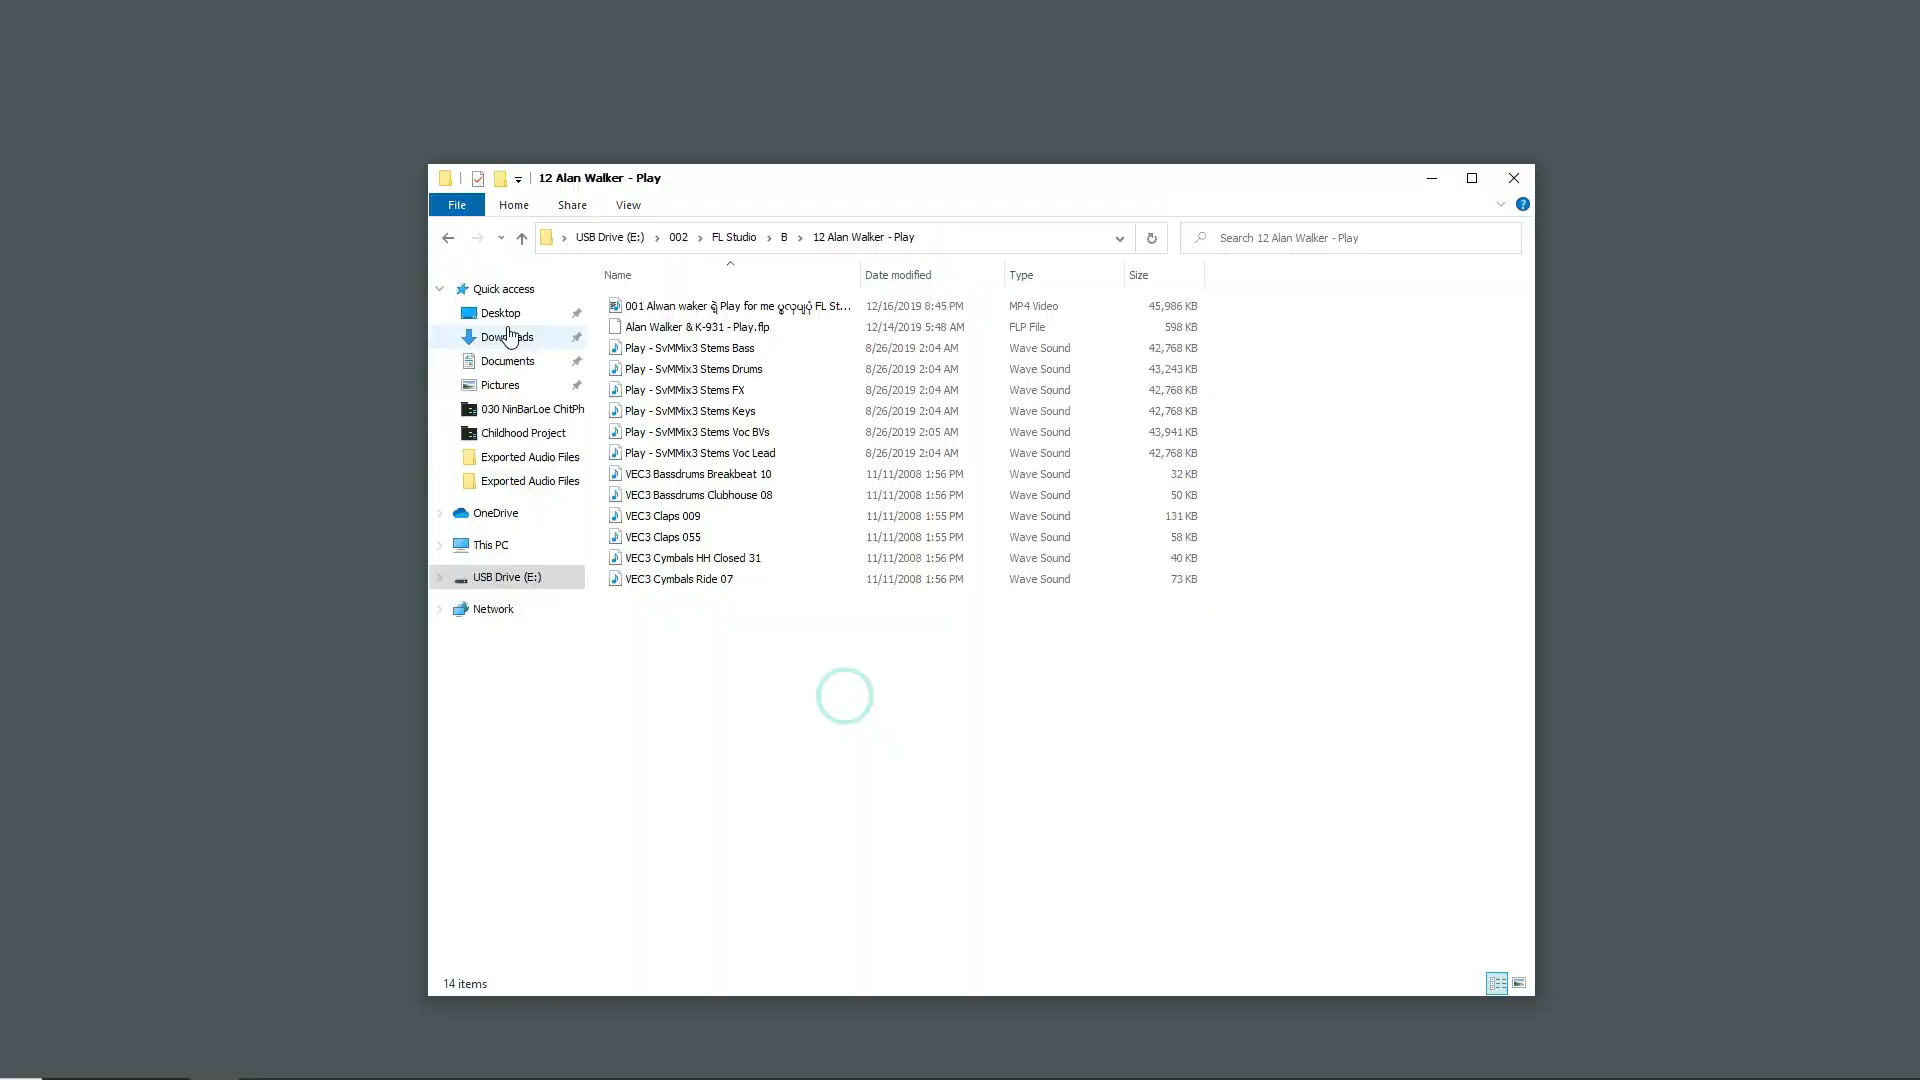 12 Alan Walker - Play
File Home Share View
USB Drive (E:) 002 FL Studio B 12 Alan Walker - Play Search 12 Alan Walker - Play
Name Date modified Type Size
Quick access
Desktop
Downloads
Documents
Pictures
030 NinBarLoe ChitPh
Childhood Project
Exported Audio Files
Exported Audio Files
OneDrive
This PC
USB Drive (E:)
Network
001 Alwan waker ရဲ့ Play for me FL St... 12/16/2019 8:45 PM MP4 Video 45,986 KB
Alan Walker & K-931 - Play.flp 12/14/2019 5:48 AM FLP File 598 KB
Play - SvMMix3 Stems Bass 8/26/2019 2:04 AM Wave Sound 42,768 KB
Play - SvMMix3 Stems Drums 8/26/2019 2:04 AM Wave Sound 43,243 KB
Play - SvMMix3 Stems FX 8/26/2019 2:04 AM Wave Sound 42,768 KB
Play - SvMMix3 Stems Keys 8/26/2019 2:04 AM Wave Sound 42,768 KB
Play - SvMMix3 Stems Voc BVs 8/26/2019 2:05 AM Wave Sound 43,941 KB
Play - SvMMix3 Stems Voc Lead 8/26/2019 2:04 AM Wave Sound 42,768 KB
VEC3 Bassdrums Breakbeat 10 11/11/2008 1:56 PM Wave Sound 32 KB
VEC3 Bassdrums Clubhouse 08 11/11/2008 1:56 PM Wave Sound 50 KB
VEC3 Claps 009 11/11/2008 1:55 PM Wave Sound 131 KB
VEC3 Claps 055 11/11/2008 1:55 PM Wave Sound 58 KB
VEC3 Cymbals HH Closed 31 11/11/2008 1:56 PM Wave Sound 40 KB
VEC3 Cymbals Ride 07 11/11/2008 1:56 PM Wave Sound 73 KB
14 items